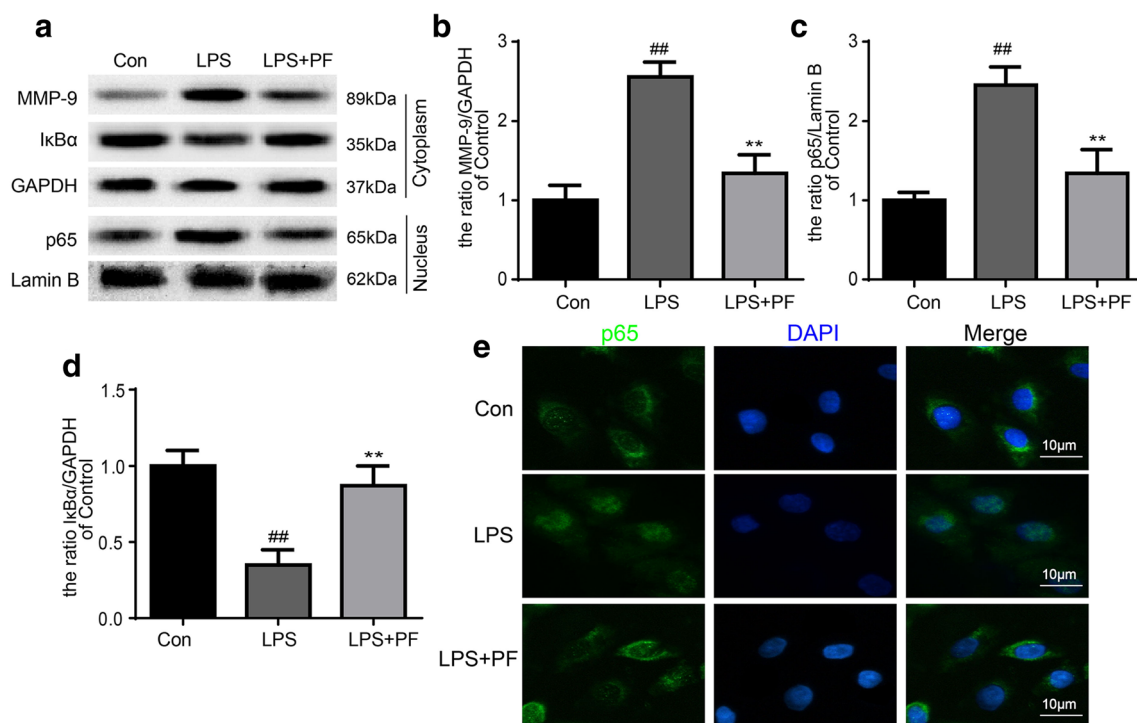 a
Con LPS LPS+PF
MMP-9 89kDa
IκBα 35kDa
GAPDH 37kDa
Cytoplasm
p65 65kDa
Lamin B 62kDa
Nucleus
b
the ratio MMP-9/GAPDH
of Control
3
2
1
0
##
**
Con LPS LPS+PF
c
the ratio p65/Lamin B
of Control
3
2
1
0
##
**
Con LPS LPS+PF
d
the ratio IκBα/GAPDH
of Control
1.5
1.0
0.5
0.0
##
**
Con LPS LPS+PF
e
p65 DAPI Merge
Con
10μm
LPS
10μm
LPS+PF
10μm